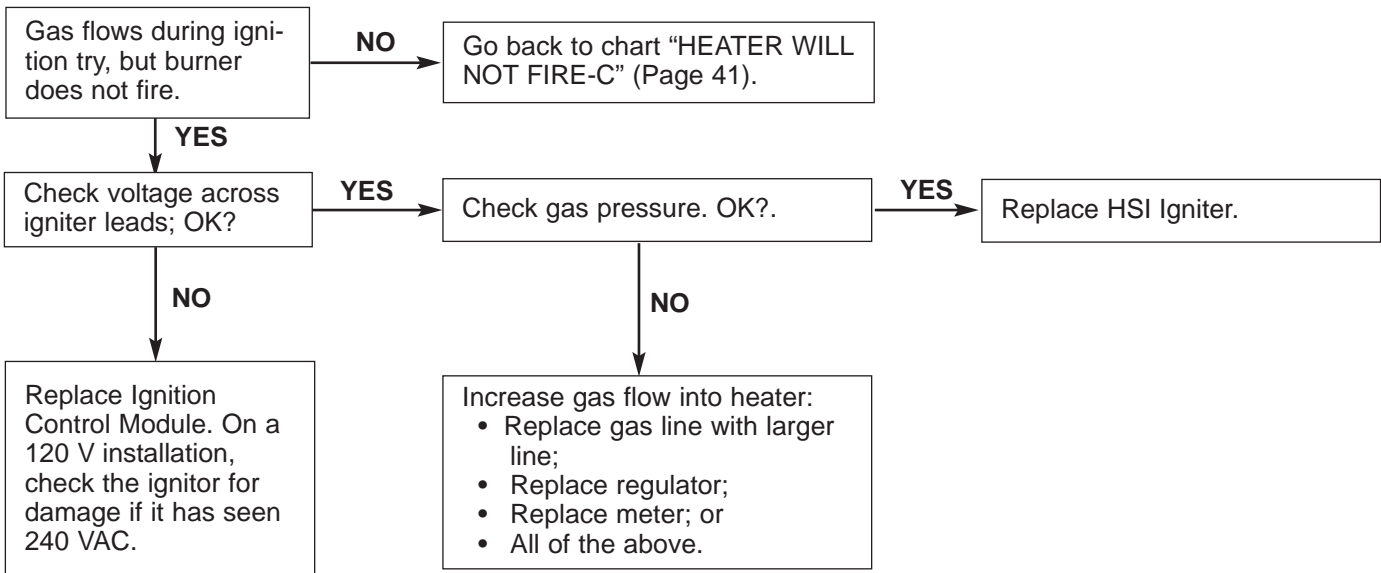 Gas flows during igni-
tion try, but burner
does not fire.
NO
Go back to chart “HEATER WILL
NOT FIRE-C” (Page 41).
YES
Check voltage across
igniter leads; OK?
YES
Check gas pressure. OK?.
YES
Replace HSI Igniter.
NO
NO
Replace Ignition
Control Module. On a
120 V installation,
check the ignitor for
damage if it has seen
240 VAC.
Increase gas flow into heater:
• Replace gas line with larger
line;
• Replace regulator;
• Replace meter; or
• All of the above.